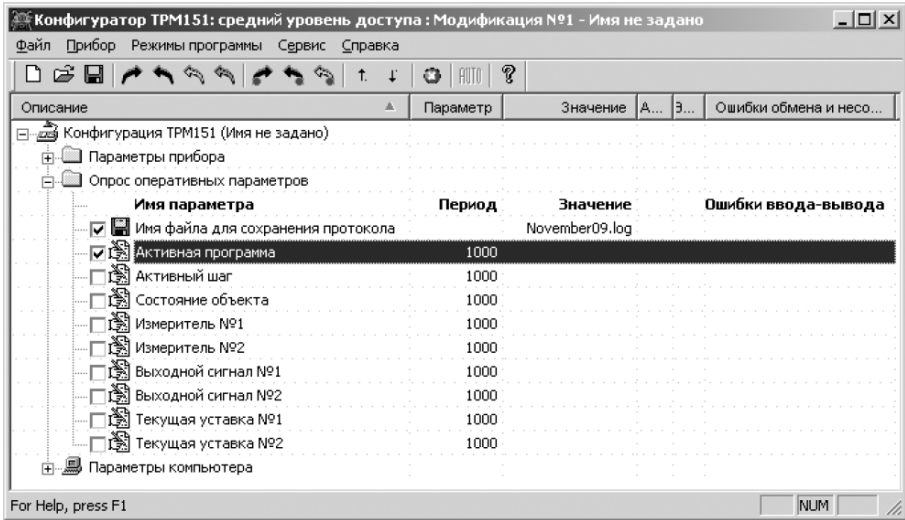 Конфигуратор ТРМ151: средний уровень доступа : Модификация №1 - Имя не задано
Файл Прибор Режимы программы Сервис Справка
AUTO
Описание Параметр Значение А... Э... Ошибки обмена и несо...
Конфигурация ТРМ151 (Имя не задано)
Параметры прибора
Опрос оперативных параметров
Имя параметра Период Значение Ошибки ввода-вывода
Имя файла для сохранения протокола November09.log
Активная программа 1000
Активный шаг 1000
Состояние объекта 1000
Измеритель №1 1000
Измеритель №2 1000
Выходной сигнал №1 1000
Выходной сигнал №2 1000
Текущая уставка №1 1000
Текущая уставка №2 1000
Параметры компьютера
For Help, press F1 NUM